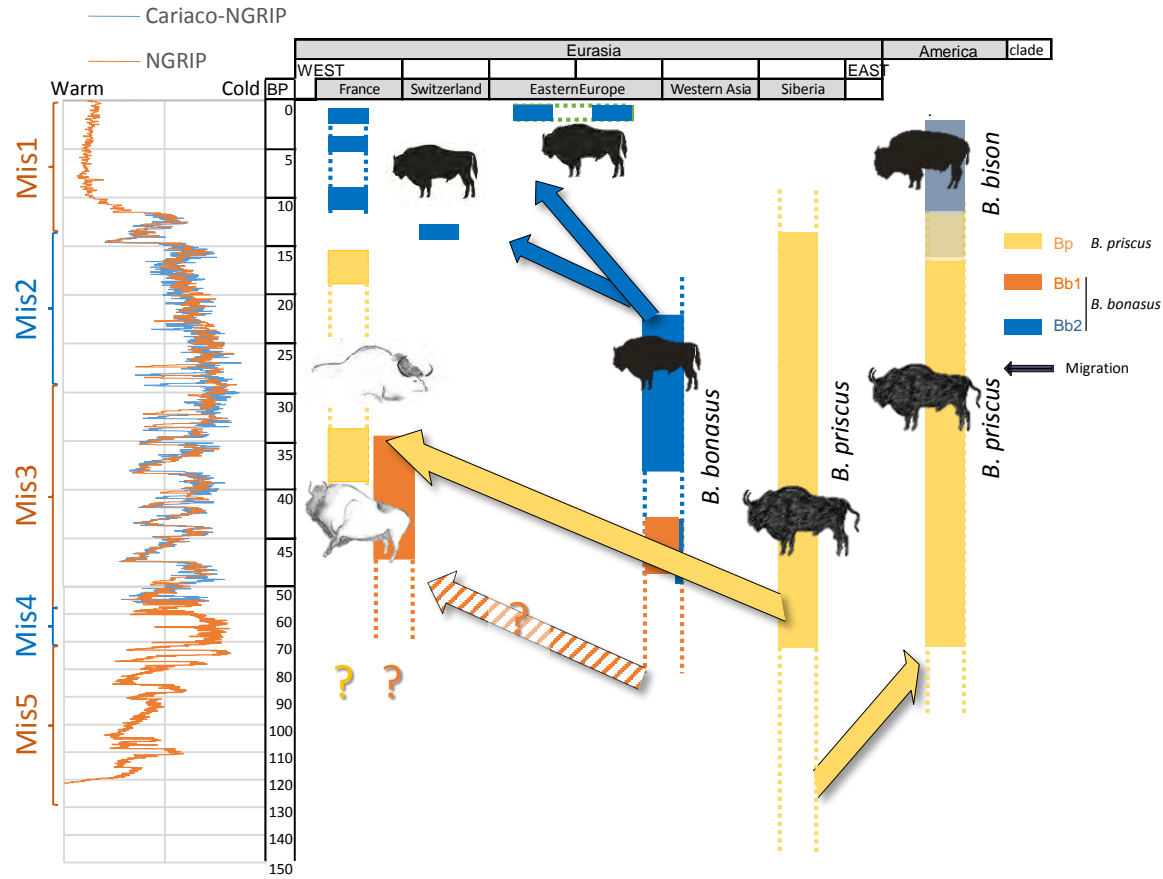 Cariaco-NGRIP
NGRIP
Warm Cold BP
Eurasia America clade
WEST EAST
France Switzerland EasternEurope Western Asia Siberia
0
5
10
15
20
25
30
35
40
45
50
60
70
80
90
100
110
120
130
140
150
Mis1
Mis2
Mis3
Mis4
Mis5
B. bonasus
B. priscus
B. bison
B. priscus
?
?
?
Bp B. priscus
Bb1
B. bonasus
Bb2
Migration